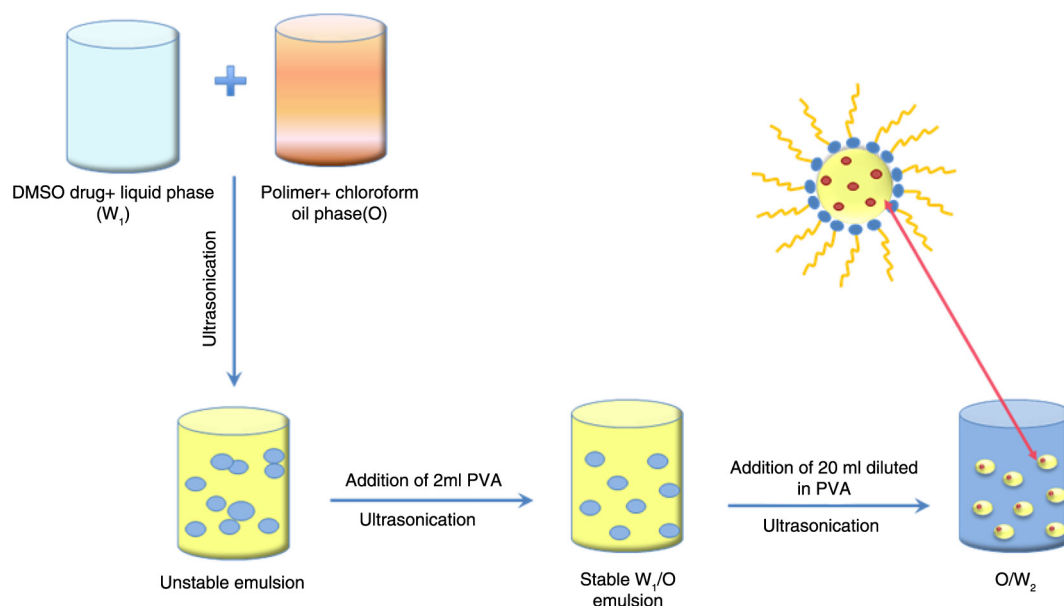 DMSO drug+ liquid phase
(W₁)
Polimer+ chloroform
oil phase(O)
Ultrasonication
Unstable emulsion
Addition of 2ml PVA
Ultrasonication
Stable W₁/O
emulsion
Addition of 20 ml diluted
in PVA
Ultrasonication
O/W₂